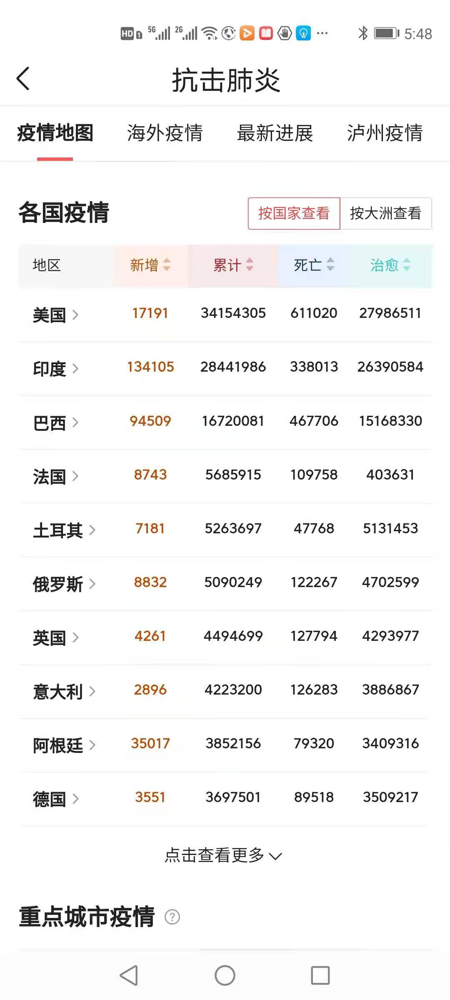 HD 1 5G 2G 5:48
抗击肺炎
疫情地图 海外疫情 最新进展 泸州疫情
各国疫情 按国家查看 按大洲查看
地区 新增 累计 死亡 治愈
美国 17191 34154305 611020 27986511
印度 134105 28441986 338013 26390584
巴西 94509 16720081 467706 15168330
法国 8743 5685915 109758 403631
土耳其 7181 5263697 47768 5131453
俄罗斯 8832 5090249 122267 4702599
英国 4261 4494699 127794 4293977
意大利 2896 4223200 126283 3886867
阿根廷 35017 3852156 79320 3409316
德国 3551 3697501 89518 3509217
点击查看更多
重点城市疫情 ?